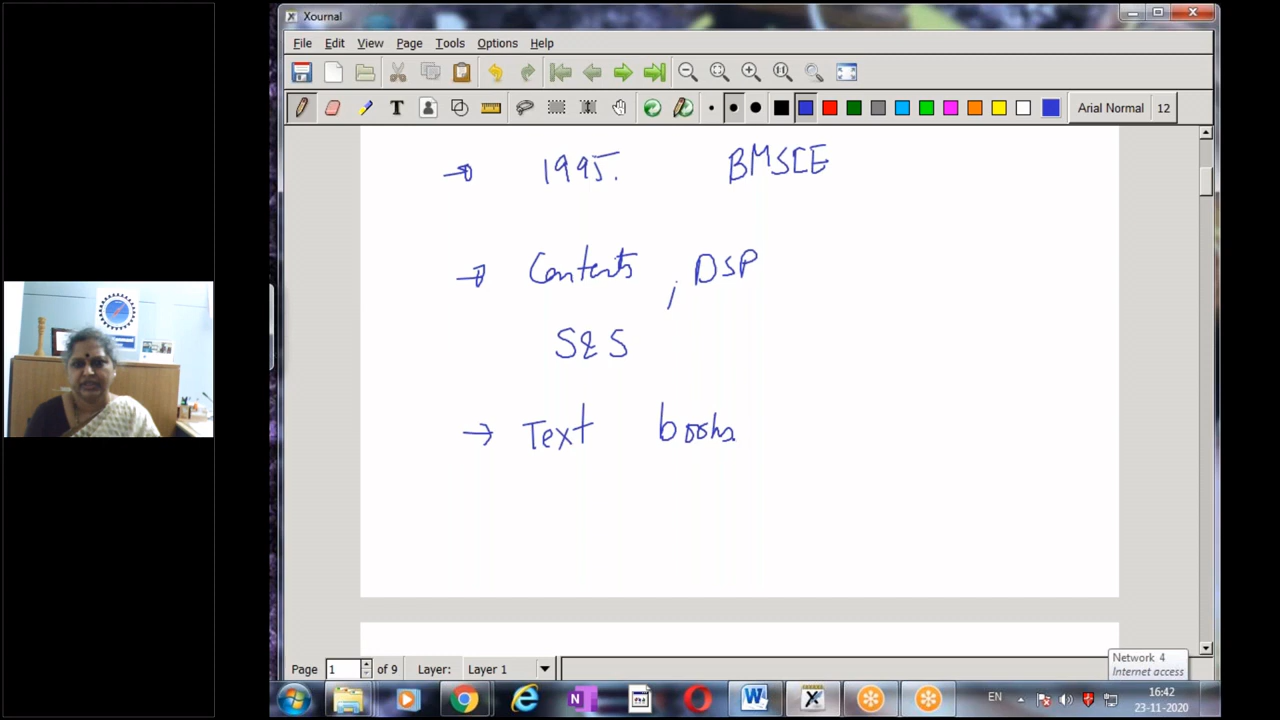 Xournal
File Edit View Page Tools Options Help
Arial Normal 12
→ 1995. BMSCE
→ Contents , DSP
S & S
→ Text books.
Page 1 of 9 Layer: Layer 1
Network 4
Internet access
EN 16:42
23-11-2020